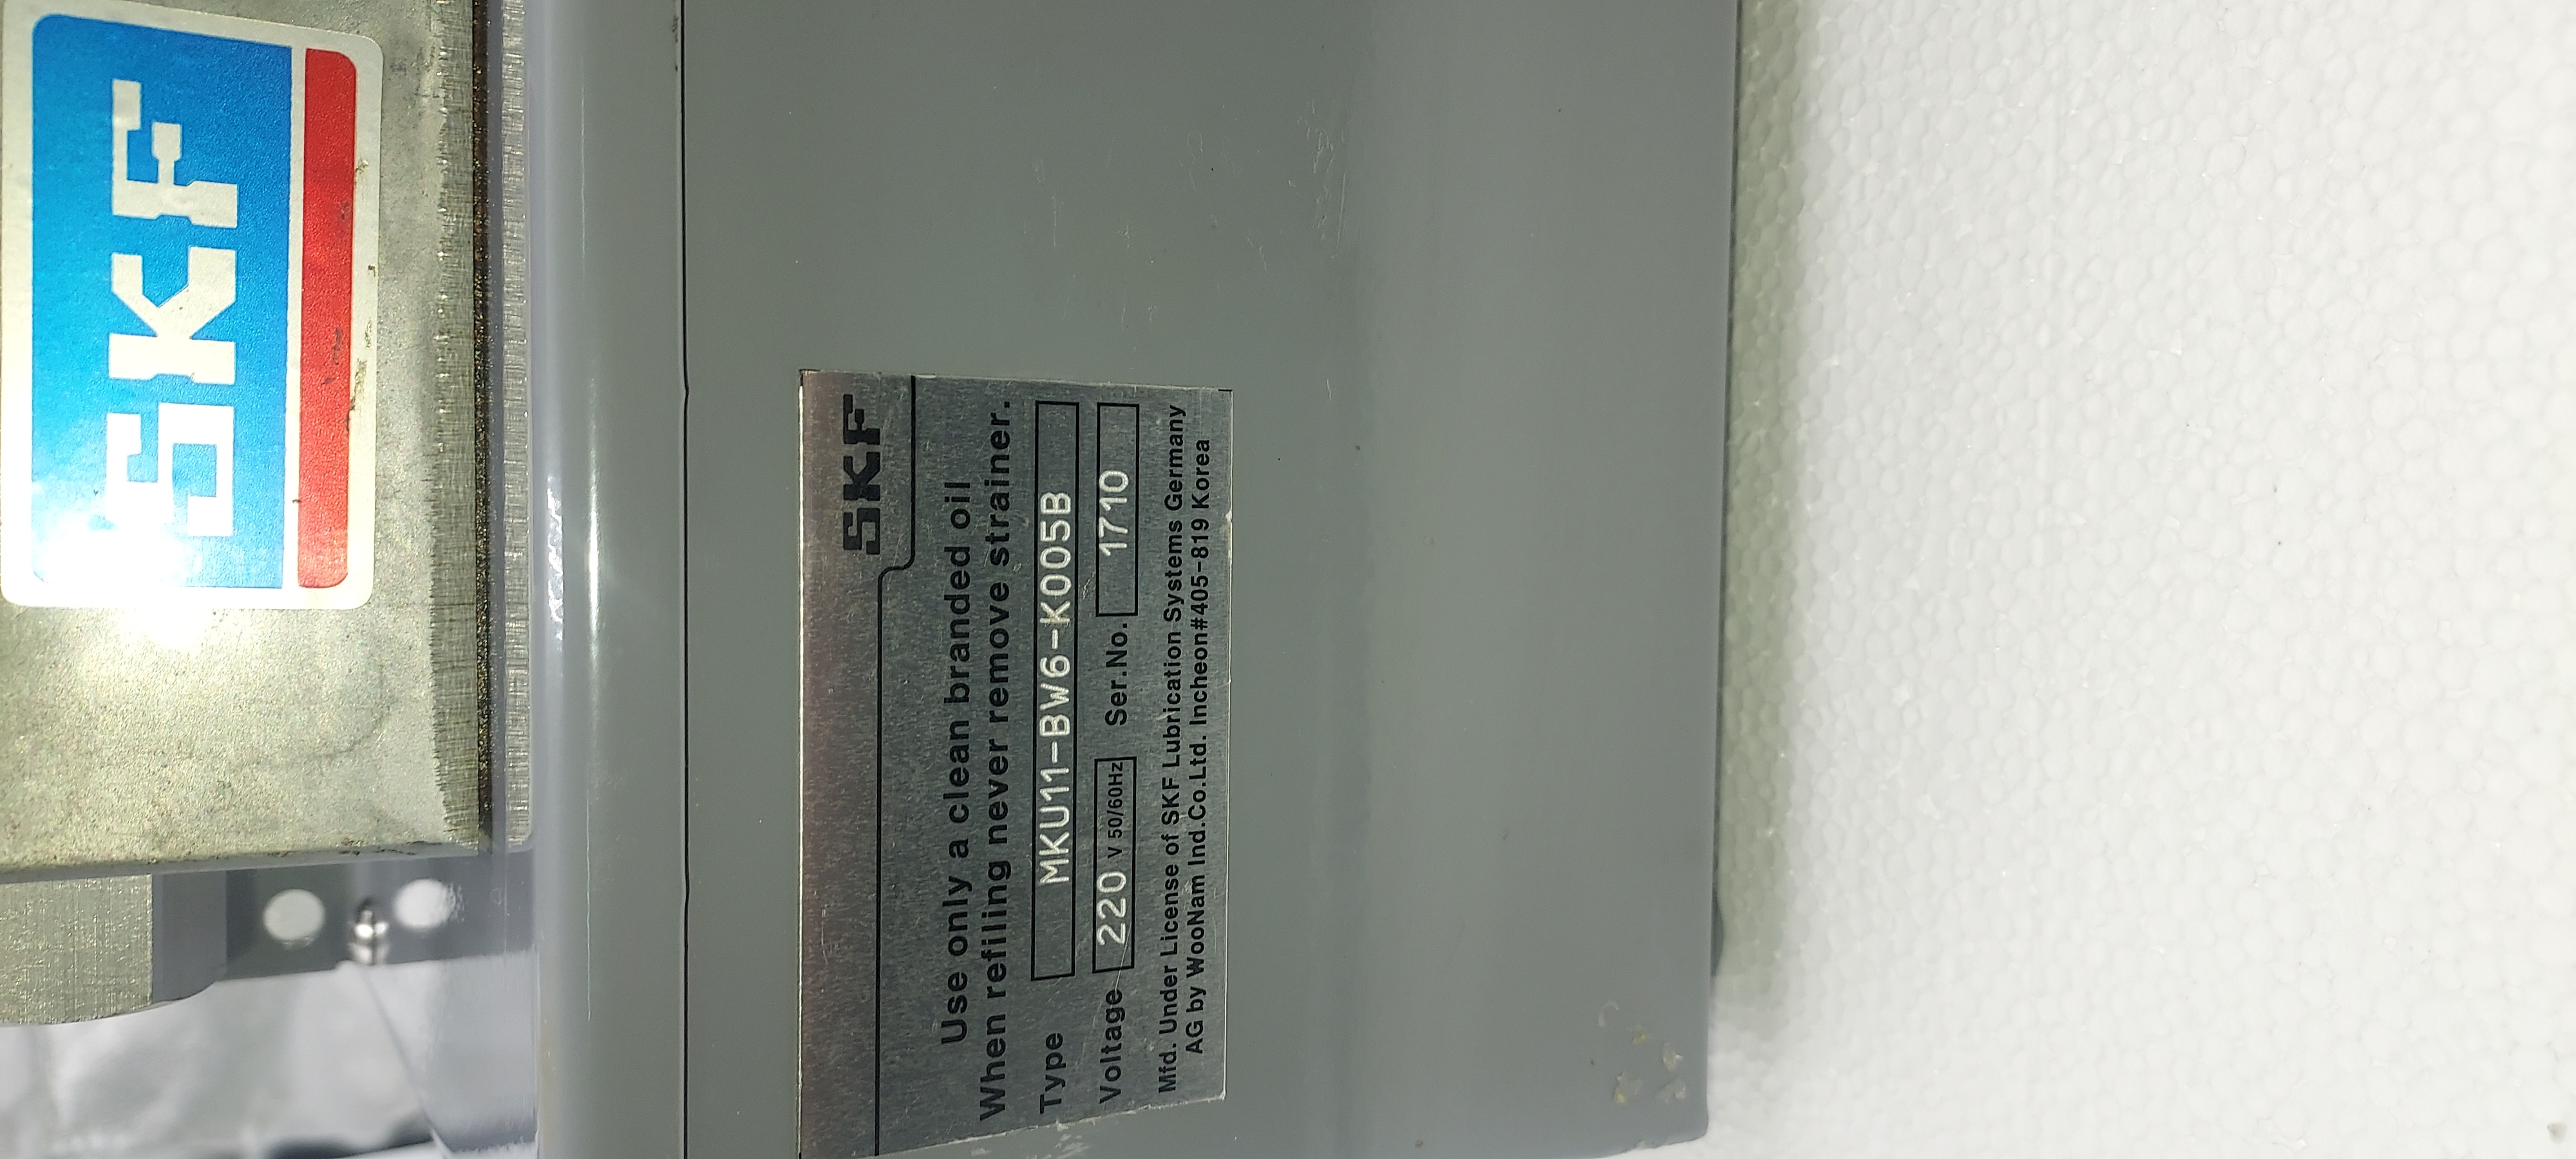 SKF
SKF
Use only a clean branded oil
When refilling never remove strainer.
Type MKU11-BW6-K005B
Voltage 220 V 50/60Hz Ser.No. 1710
Mfd. Under License of SKF Lubrication Systems Germany
AG by WooNam Ind.Co.Ltd. Incheon#405-819 Korea